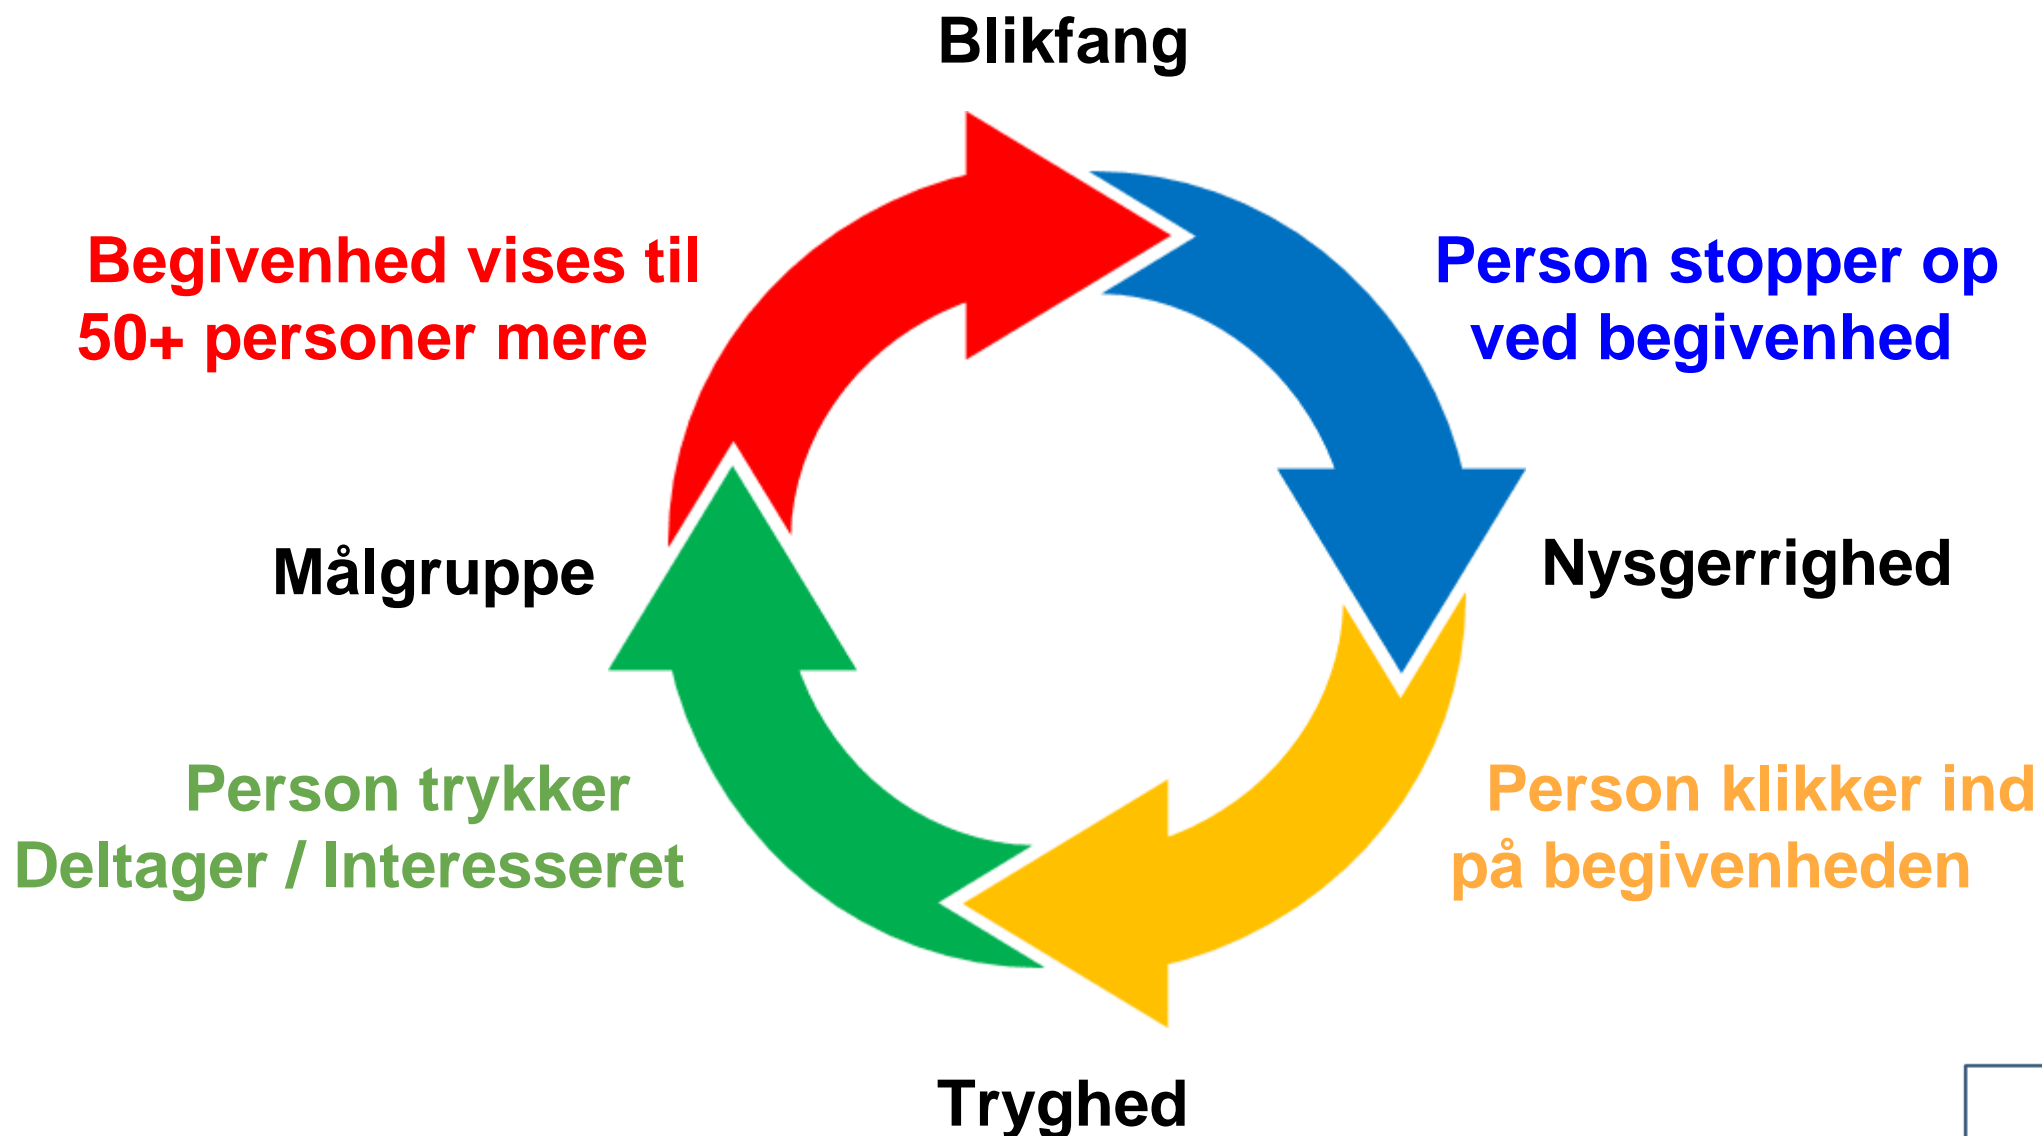 Blikfang
Begivenhed vises til
50+ personer mere
Person stopper op
ved begivenhed
Målgruppe
Nysgerrighed
Person trykker
Deltager / Interesseret
Person klikker ind
på begivenheden
Tryghed